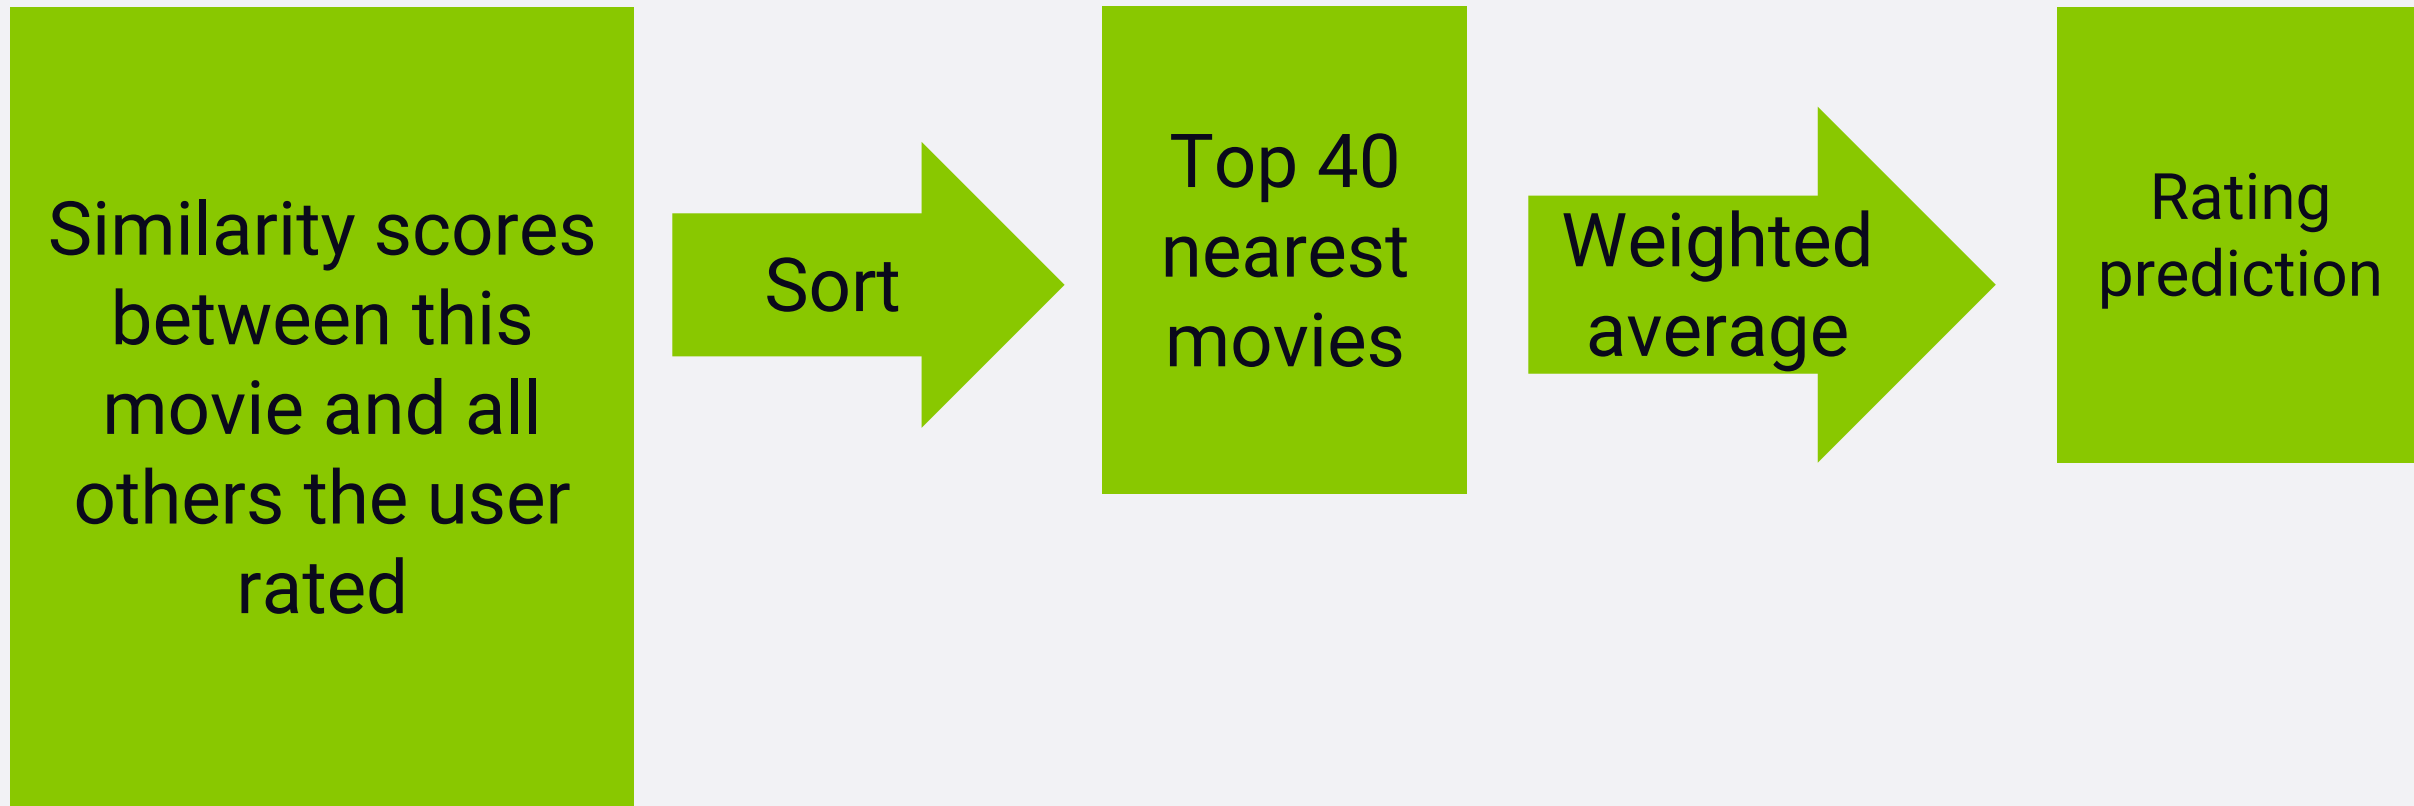 Similarity scores
between this
movie and all
others the user
rated
Sort
Top 40
nearest
movies
Weighted
average
Rating
prediction